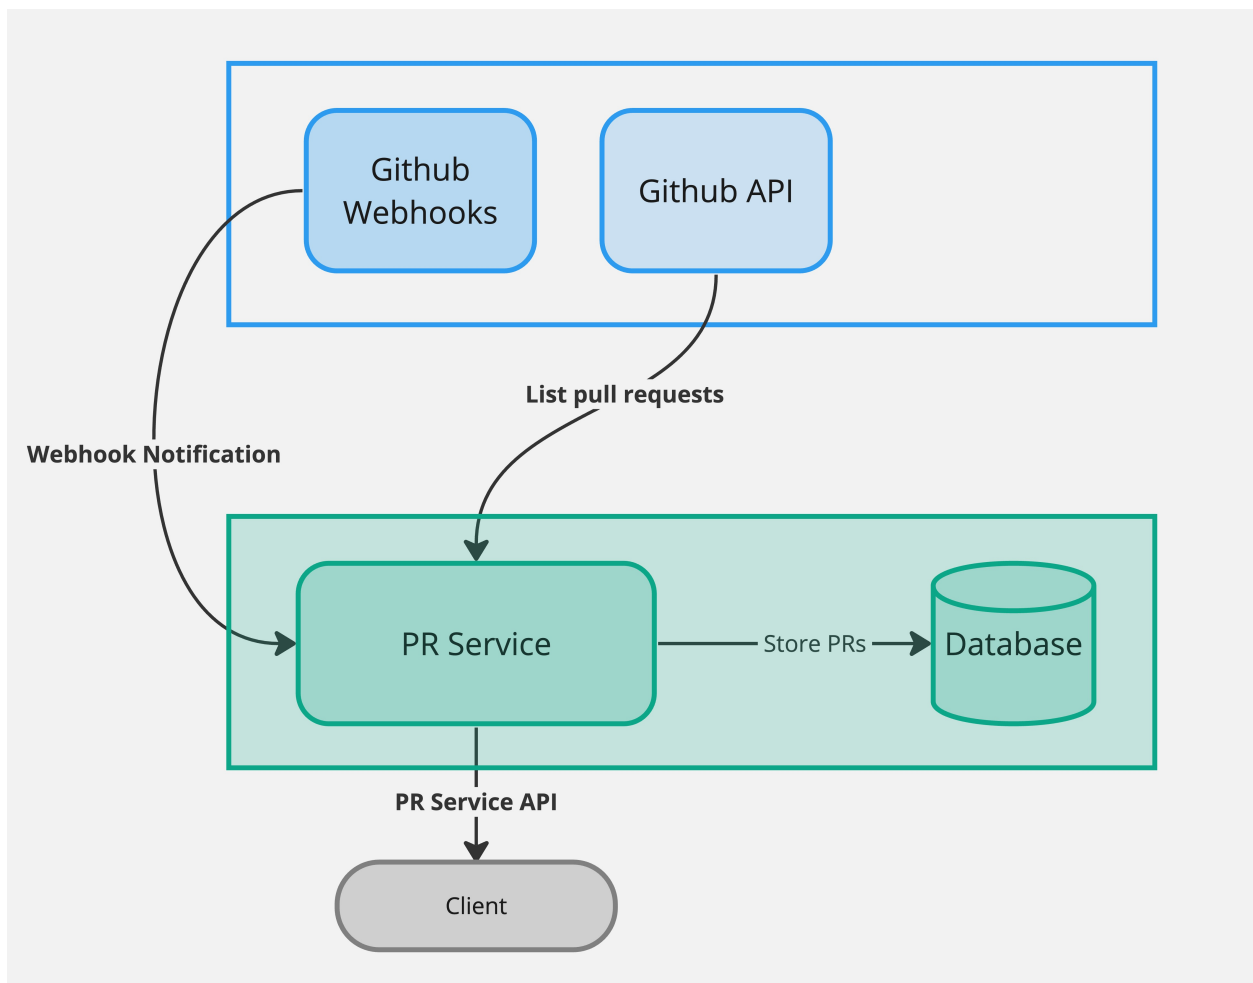 Github
Webhooks
Github API
List pull requests
Webhook Notification
PR Service
Store PRs
Database
PR Service API
Client